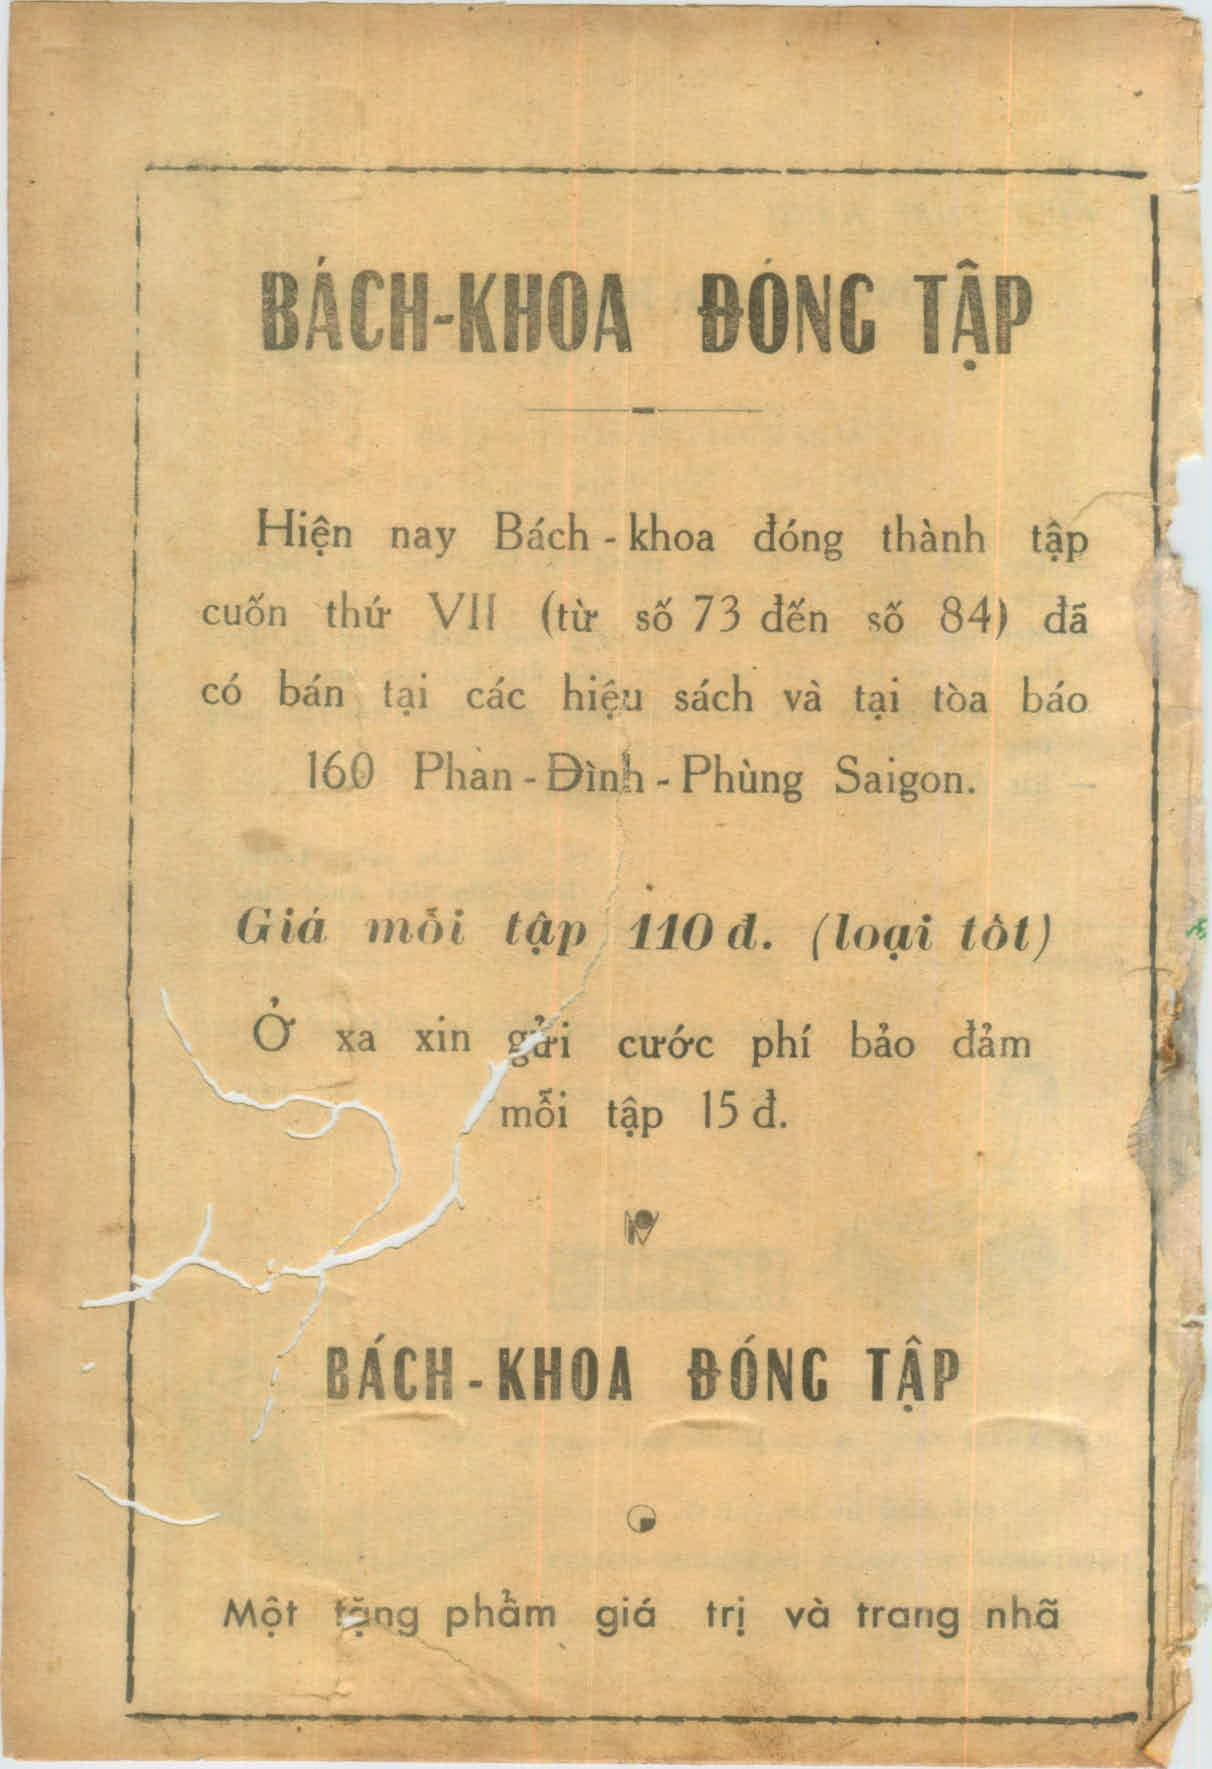 BÁCH-KHOA ĐÓNG TẬP
Hiện nay Bách - khoa đóng thành tập
cuốn thứ VII (từ số 73 đến số 84) đã
có bán tại các hiệu sách và tại tòa báo
160 Phan - Đình - Phùng Saigon.
Giá mỗi tập 110 đ. (loại tốt)
Ở xa xin gửi cước phí bảo đảm
mỗi tập 15 đ.
BÁCH - KHOA ĐÓNG TẬP
Một tặng phẩm giá trị và trang nhã